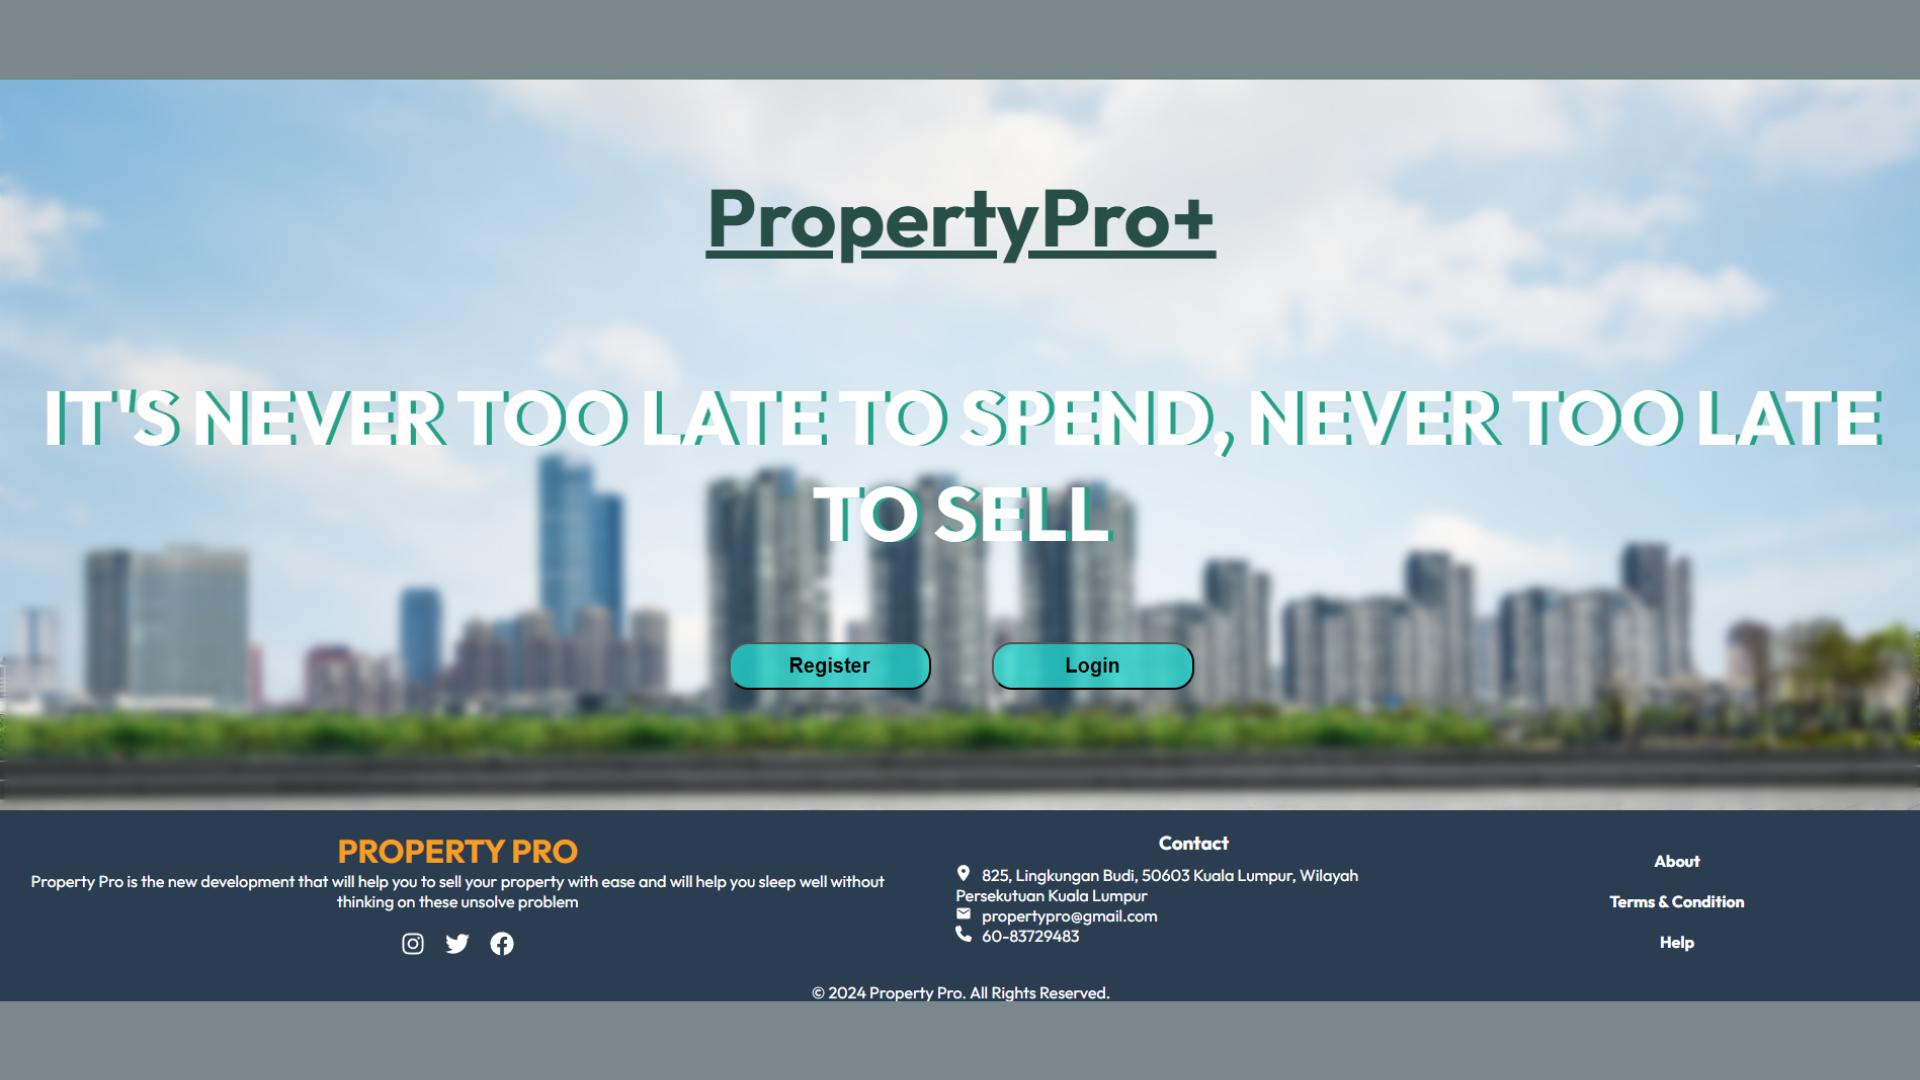 PropertyPro+
IT'S NEVER TOO LATE TO SPEND, NEVER TOO LATE
TO SELL
Register
Login
PROPERTY PRO
Property Pro is the new development that will help you to sell your property with ease and will help you sleep well without
thinking on these unsolve problem
Contact
825, Lingkungan Budi, 50603 Kuala Lumpur, Wilayah
Persekutuan Kuala Lumpur
propertypro@gmail.com
60-83729483
About
Terms & Condition
Help
© 2024 Property Pro. All Rights Reserved.